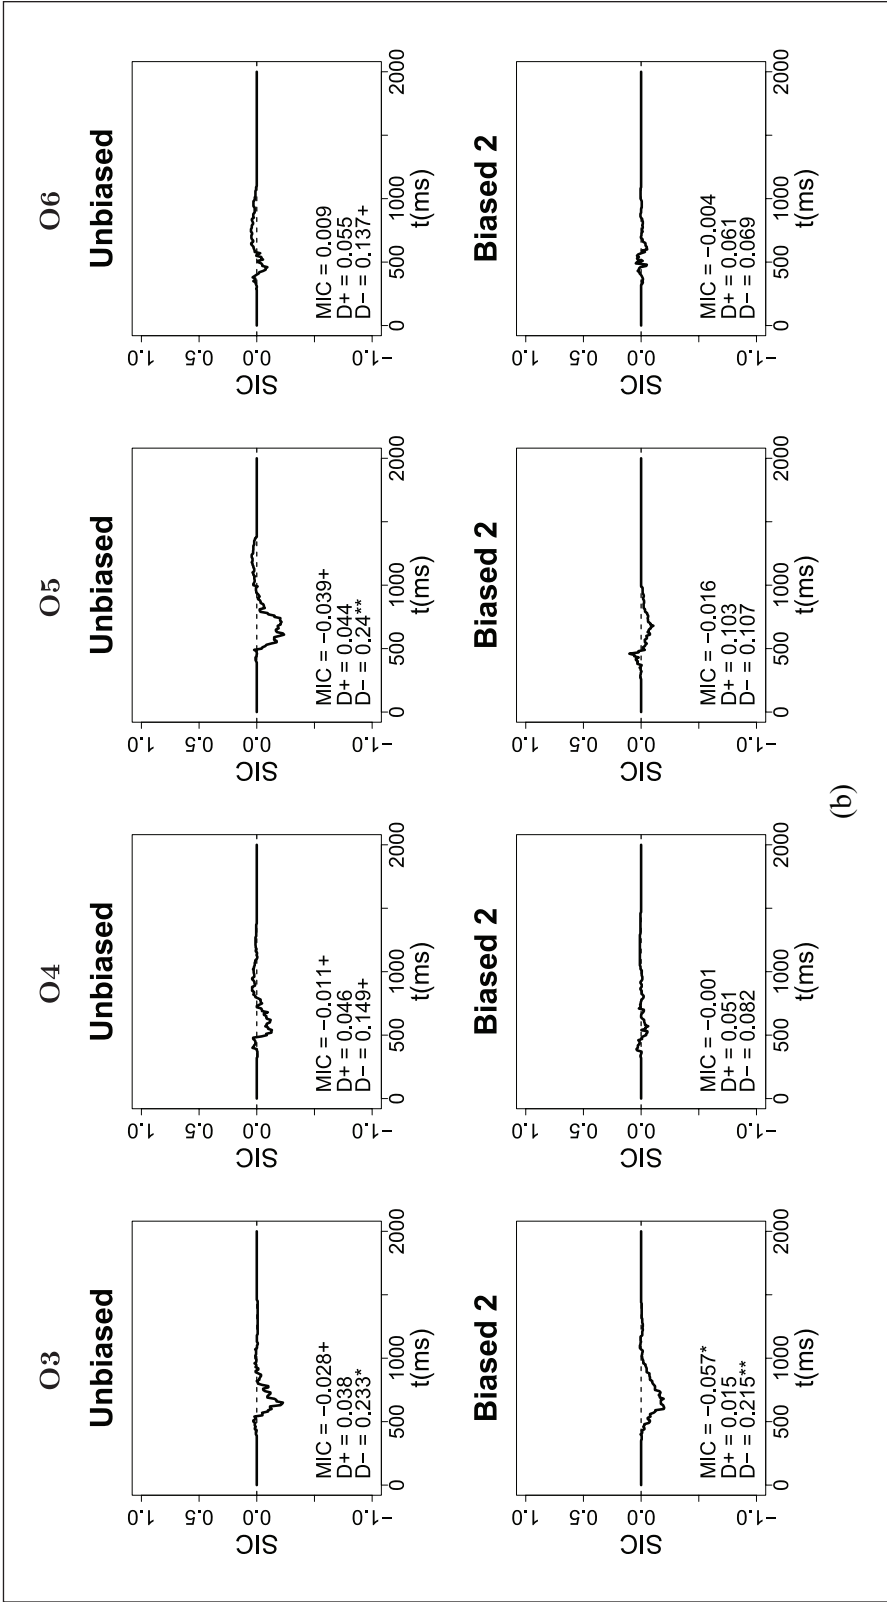 O3
O4
O5
O6
Unbiased
1.0
0.5
0.0
−1.0
SIC
MIC = −0.028+
D+ = 0.038
D− = 0.233*
0
500
1000
2000
t(ms)
Unbiased
1.0
0.5
0.0
−1.0
SIC
MIC = −0.011+
D+ = 0.046
D− = 0.149+
0
500
1000
2000
t(ms)
Unbiased
1.0
0.5
0.0
−1.0
SIC
MIC = −0.039+
D+ = 0.044
D− = 0.24**
0
500
1000
2000
t(ms)
Unbiased
1.0
0.5
0.0
−1.0
SIC
MIC = 0.009
D+ = 0.055
D− = 0.137+
0
500
1000
2000
t(ms)
Biased 2
1.0
0.5
0.0
−1.0
SIC
MIC = −0.057*
D+ = 0.015
D− = 0.215**
0
500
1000
2000
t(ms)
Biased 2
1.0
0.5
0.0
−1.0
SIC
MIC = −0.001
D+ = 0.051
D− = 0.082
0
500
1000
2000
t(ms)
Biased 2
1.0
0.5
0.0
−1.0
SIC
MIC = −0.016
D+ = 0.103
D− = 0.107
0
500
1000
2000
t(ms)
Biased 2
1.0
0.5
0.0
−1.0
SIC
MIC = −0.004
D+ = 0.061
D− = 0.069
0
500
1000
2000
t(ms)
(b)